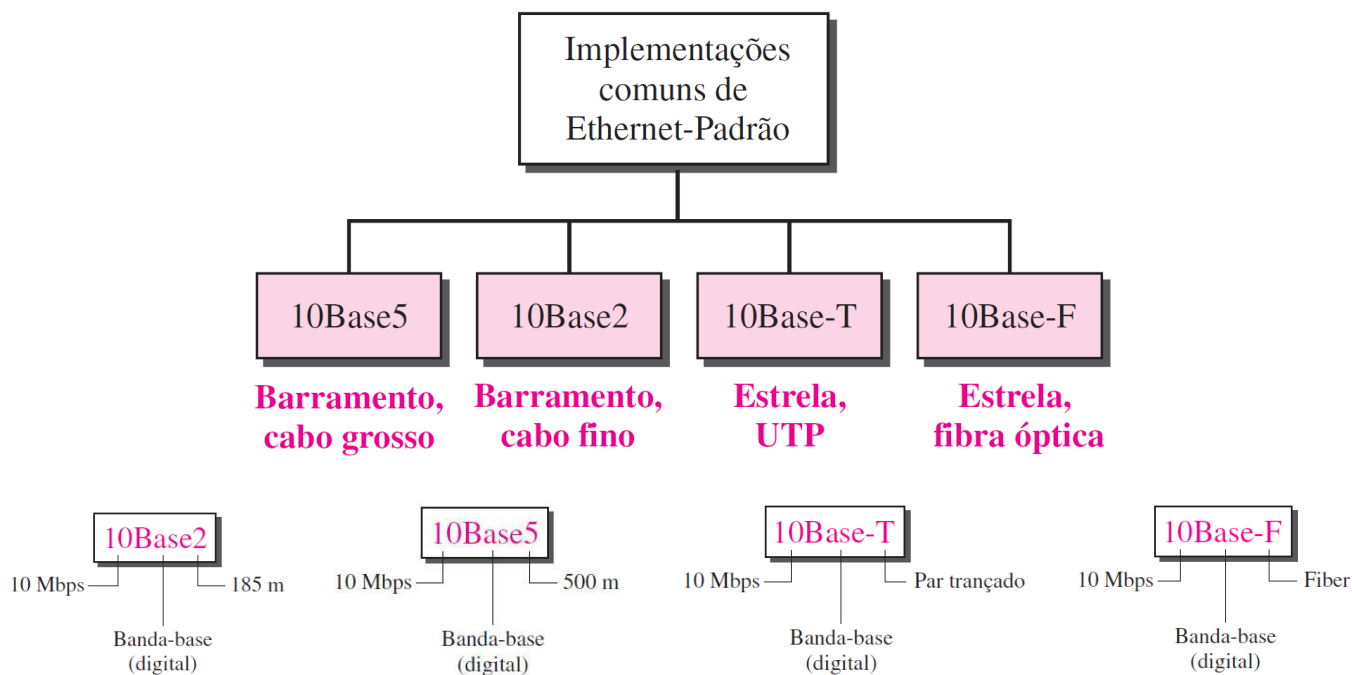 Implementações
comuns de
Ethernet-Padrão
10Base5
10Base2
10Base-T
10Base-F
Barramento,
cabo grosso
Barramento,
cabo fino
Estrela,
UTP
Estrela,
fibra óptica
10Base2
10 Mbps
185 m
Banda-base
(digital)
10Base5
10 Mbps
500 m
Banda-base
(digital)
10Base-T
10 Mbps
Par trançado
Banda-base
(digital)
10Base-F
10 Mbps
Fiber
Banda-base
(digital)